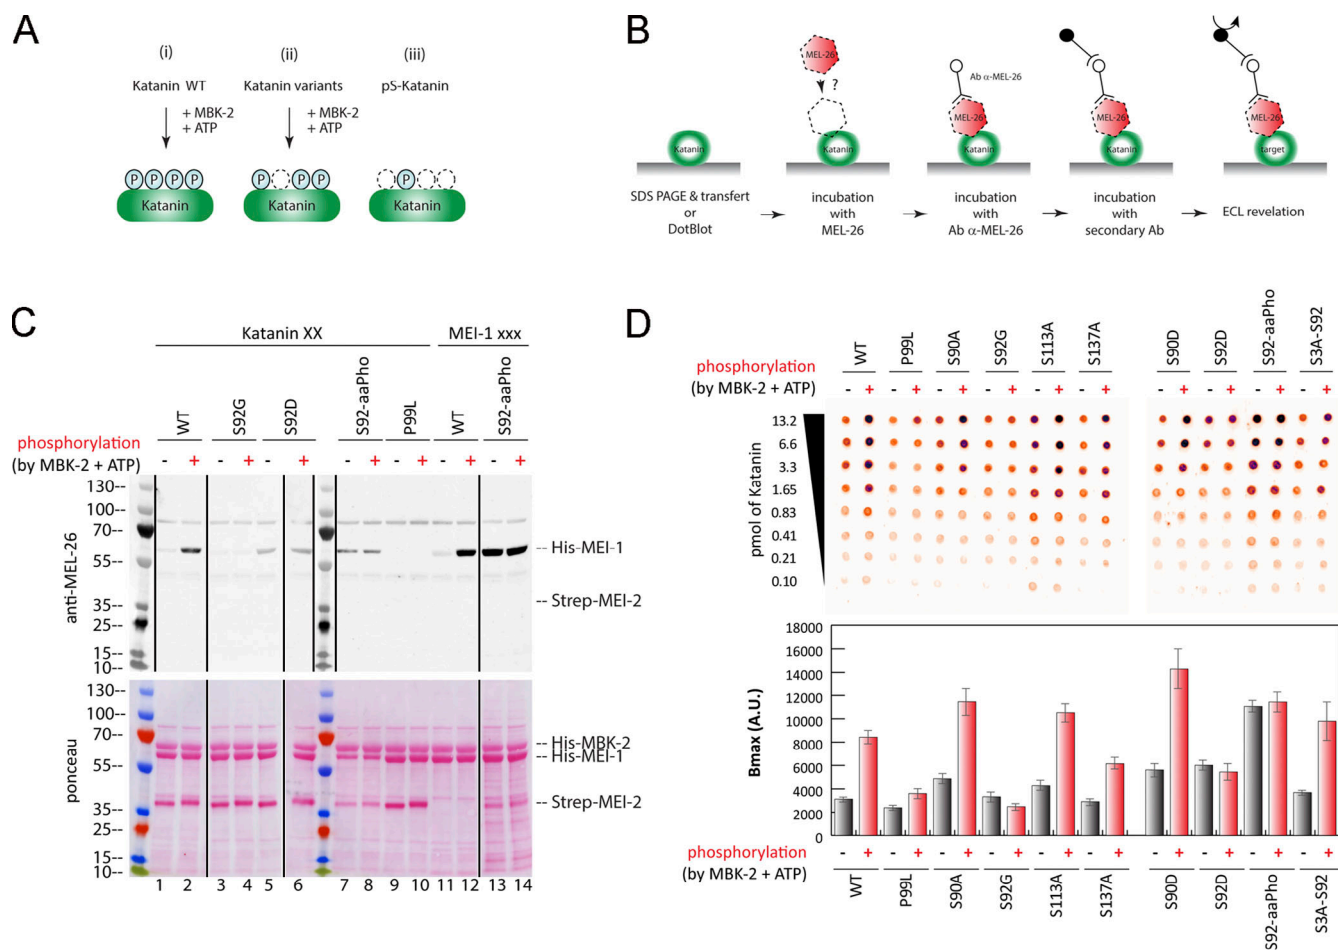 A
(i)
(ii)
(iii)
Katanin WT
Katanin variants
pS-Katanin
+ MBK-2
+ ATP
+ MBK-2
+ ATP
P P P P
P P P
P
Katanin
Katanin
Katanin
B
MEL-26
?
Ab α-MEL-26
MEL-26
MEL-26
MEL-26
Katanin
Katanin
Katanin
Katanin
target
SDS PAGE & transfert
or
DotBlot
incubation
with
MEL-26
incubation
with
Ab α-MEL-26
incubation
with
secondary Ab
ECL revelation
C
Katanin XX
MEI-1 xxx
WT
S92G
S92D
S92-aaPho
P99L
WT
S92-aaPho
phosphorylation
(by MBK-2 + ATP)
- + - + - + - + - + - + - +
anti-MEL-26
130--
100--
70--
55--
35--
25--
15--
10--
-- His-MEI-1
-- Strep-MEI-2
ponceau
130--
100--
70--
55--
35--
25--
15--
10--
-- His-MBK-2
-- His-MEI-1
-- Strep-MEI-2
1 2 3 4 5 6 7 8 9 10 11 12 13 14
D
WT
P99L
S90A
S92G
S113A
S137A
S90D
S92D
S92-aaPho
S3A-S92
phosphorylation
(by MBK-2 + ATP)
- + - + - + - + - + - + - + - + - + - +
pmol of Katanin
13.2
6.6
3.3
1.65
0.83
0.41
0.21
0.10
Bmax (A.U.)
18000
16000
14000
12000
10000
8000
6000
4000
2000
0
phosphorylation
(by MBK-2 + ATP)
- + - + - + - + - + - + - + - + - + - +
WT
P99L
S90A
S92G
S113A
S137A
S90D
S92D
S92-aaPho
S3A-S92